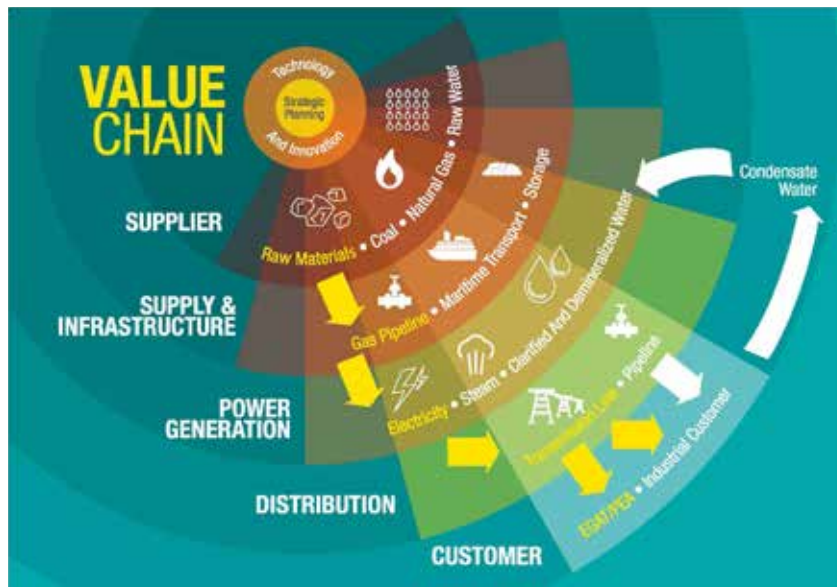 VALUE
CHAIN
Technology
Strategic
Planning
And Innovation
SUPPLIER
Raw Materials • Coal • Natural Gas • Raw Water
SUPPLY &
INFRASTRUCTURE
Gas Pipeline • Maritime Transport • Storage
POWER
GENERATION
Electricity • Steam • Clarified And Demineralized Water
DISTRIBUTION
Transmission Line • Pipeline
CUSTOMER
EGAT/PEA • Industrial Customer
Condensate
Water